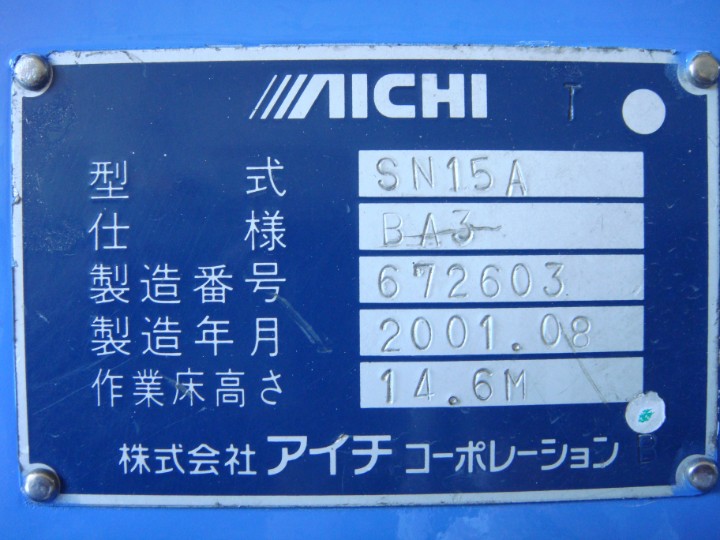 AICHI T
型式 SN15A
仕様 BA3
製造番号 672603
製造年月 2001.08
作業床高さ 14.6M
株式会社 アイチ コーポレーション B